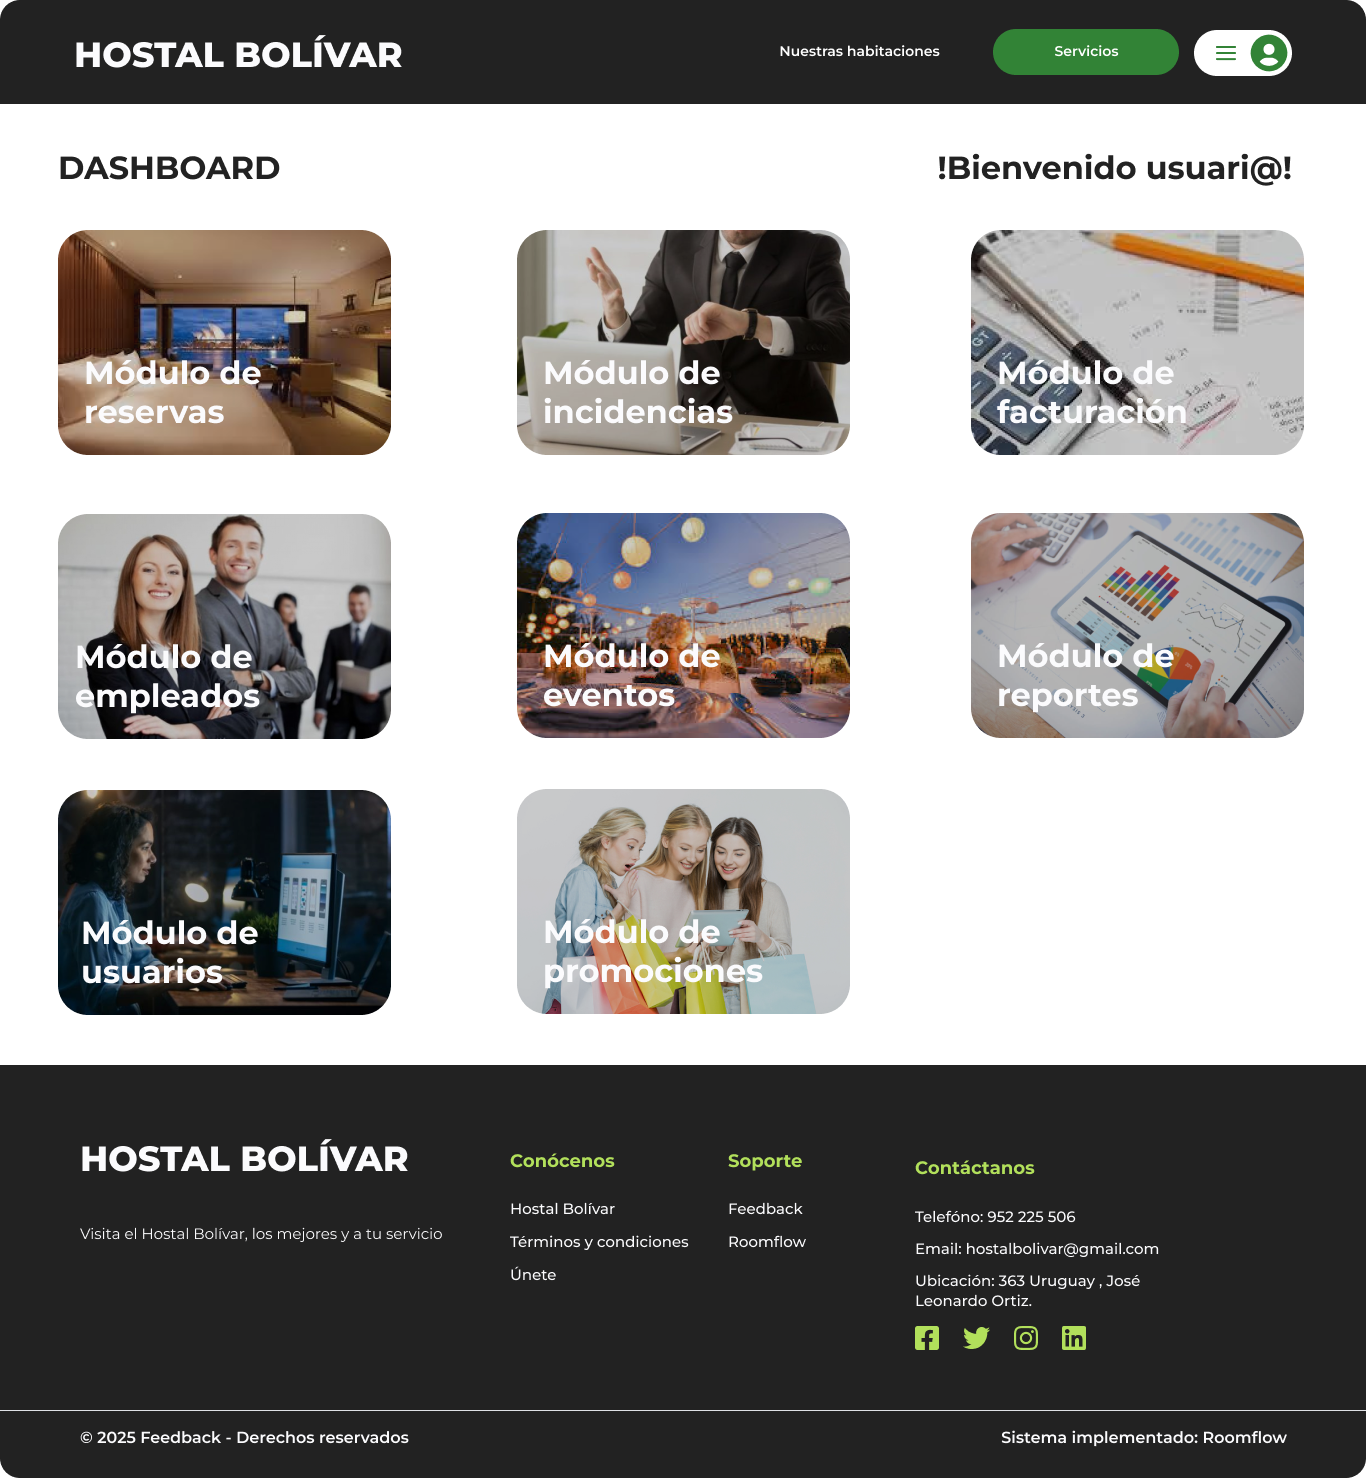 HOSTAL BOLÍVAR
Nuestras habitaciones
Servicios
DASHBOARD
!Bienvenido usuari@!
Módulo de
reservas
Módulo de
incidencias
Módulo de
facturación
Módulo de
empleados
Módulo de
eventos
Módulo de
reportes
Módulo de
usuarios
Módulo de
promociones
HOSTAL BOLÍVAR
Visita el Hostal Bolívar, los mejores y a tu servicio
Conócenos
Hostal Bolívar
Términos y condiciones
Únete
Soporte
Feedback
Roomflow
Contáctanos
Telefóno: 952 225 506
Email: hostalbolivar@gmail.com
Ubicación: 363 Uruguay , José
Leonardo Ortiz.
© 2025 Feedback - Derechos reservados
Sistema implementado: Roomflow